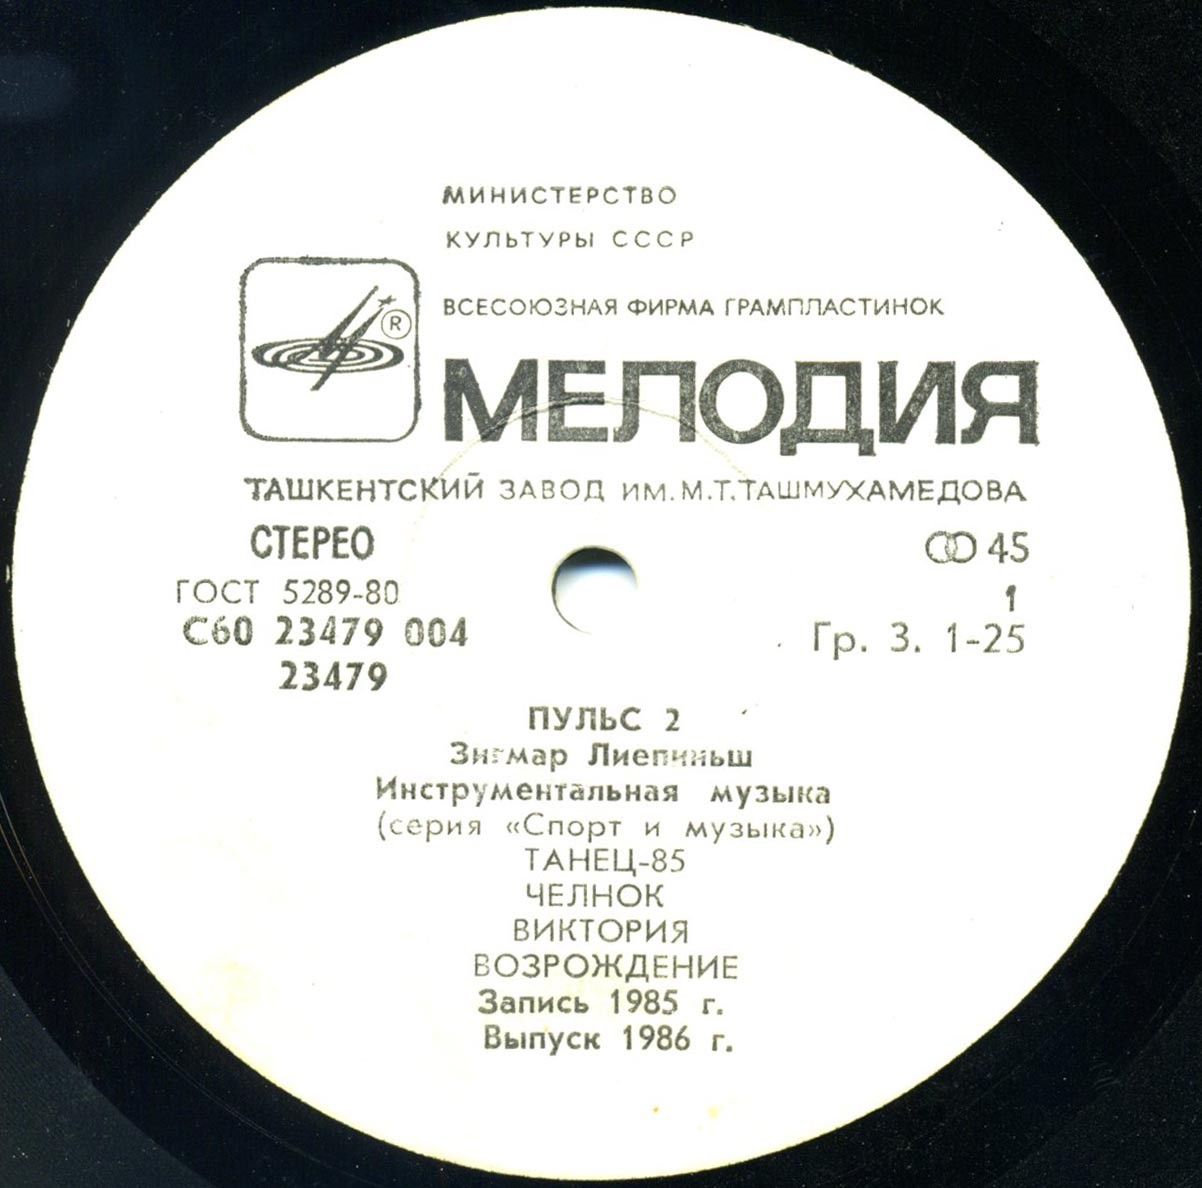 МИНИСТЕРСТВО
КУЛЬТУРЫ СССР
ВСЕСОЮЗНАЯ ФИРМА ГРАМПЛАСТИНОК
®
МЕЛОДИЯ
ТАШКЕНТСКИЙ ЗАВОД ИМ. М.Т.ТАШМУХАМЕДОВА
СТЕРЕО
45
ГОСТ 5289-80
1
С60 23479 004
Гр. 3. 1-25
23479
ПУЛЬС 2
Зигмар Лиепиньш
Инструментальная музыка
(серия «Спорт и музыка»)
ТАНЕЦ-85
ЧЕЛНОК
ВИКТОРИЯ
ВОЗРОЖДЕНИЕ
Запись 1985 г.
Выпуск 1986 г.